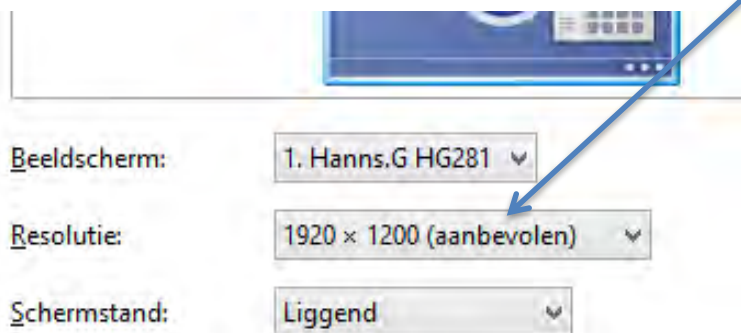 Beeldscherm: 1. Hanns.G HG281
Resolutie: 1920 × 1200 (aanbevolen)
Schermstand: Liggend